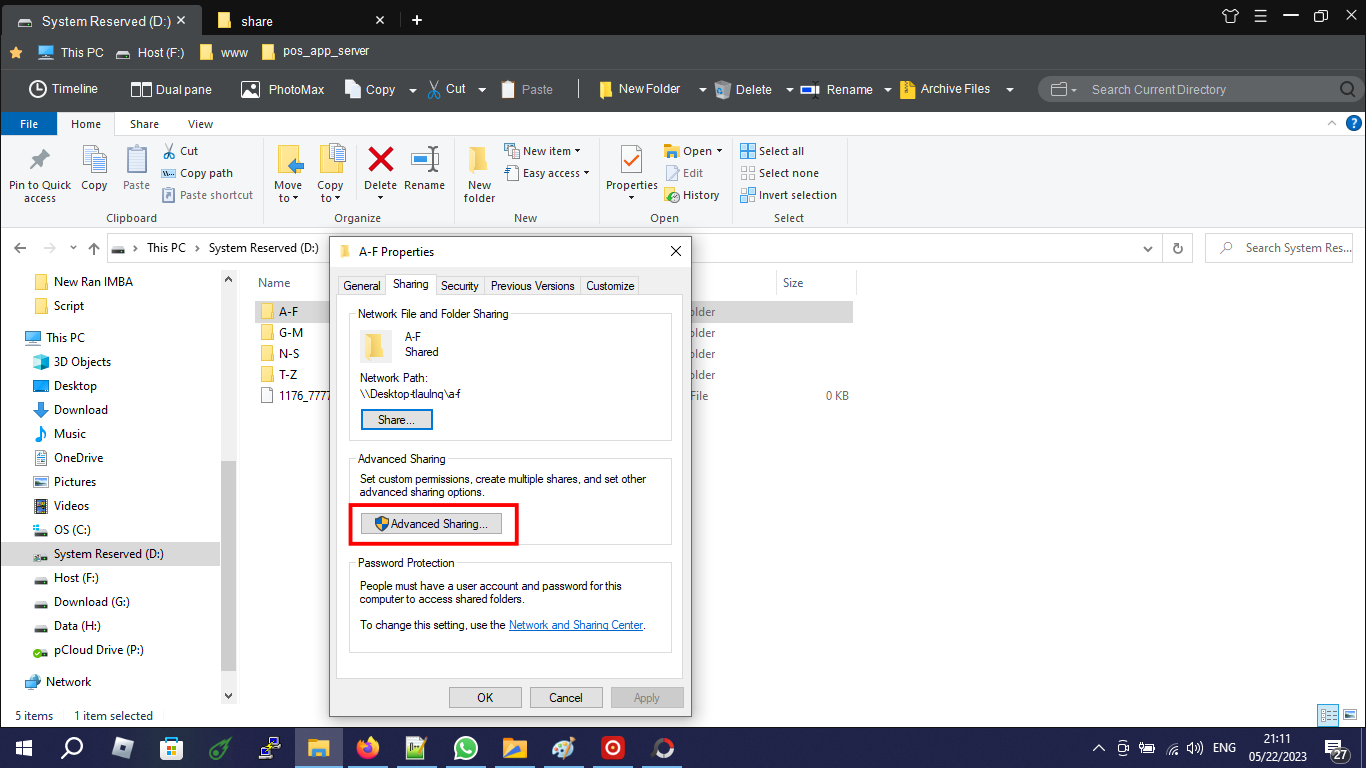 System Reserved (D:)
share
This PC
Host (F:)
www
pos_app_server
Timeline
Dual pane
PhotoMax
Copy
Cut
Paste
New Folder
Delete
Rename
Archive Files
Search Current Directory
File
Home
Share
View
Pin to Quick
access
Copy
Paste
Cut
Copy path
Paste shortcut
Clipboard
Move
to
Copy
to
Delete
Rename
Organize
New
folder
New item
Easy access
New
Properties
Open
Edit
History
Open
Select all
Select none
Invert selection
Select
This PC
System Reserved (D:)
Search System Res...
New Ran IMBA
Script
This PC
3D Objects
Desktop
Download
Music
OneDrive
Pictures
Videos
OS (C:)
System Reserved (D:)
Host (F:)
Download (G:)
Data (H:)
pCloud Drive (P:)
Network
Name
Size
A-F
G-M
N-S
T-Z
1176_7777
older
older
older
older
File
0 KB
A-F Properties
General
Sharing
Security
Previous Versions
Customize
Network File and Folder Sharing
A-F
Shared
Network Path:
\\Desktop-tlaulnq\a-f
Share...
Advanced Sharing
Set custom permissions, create multiple shares, and set other
advanced sharing options.
Advanced Sharing...
Password Protection
People must have a user account and password for this
computer to access shared folders.
To change this setting, use the Network and Sharing Center.
OK
Cancel
Apply
5 items
1 item selected
ENG
21:11
05/22/2023
27